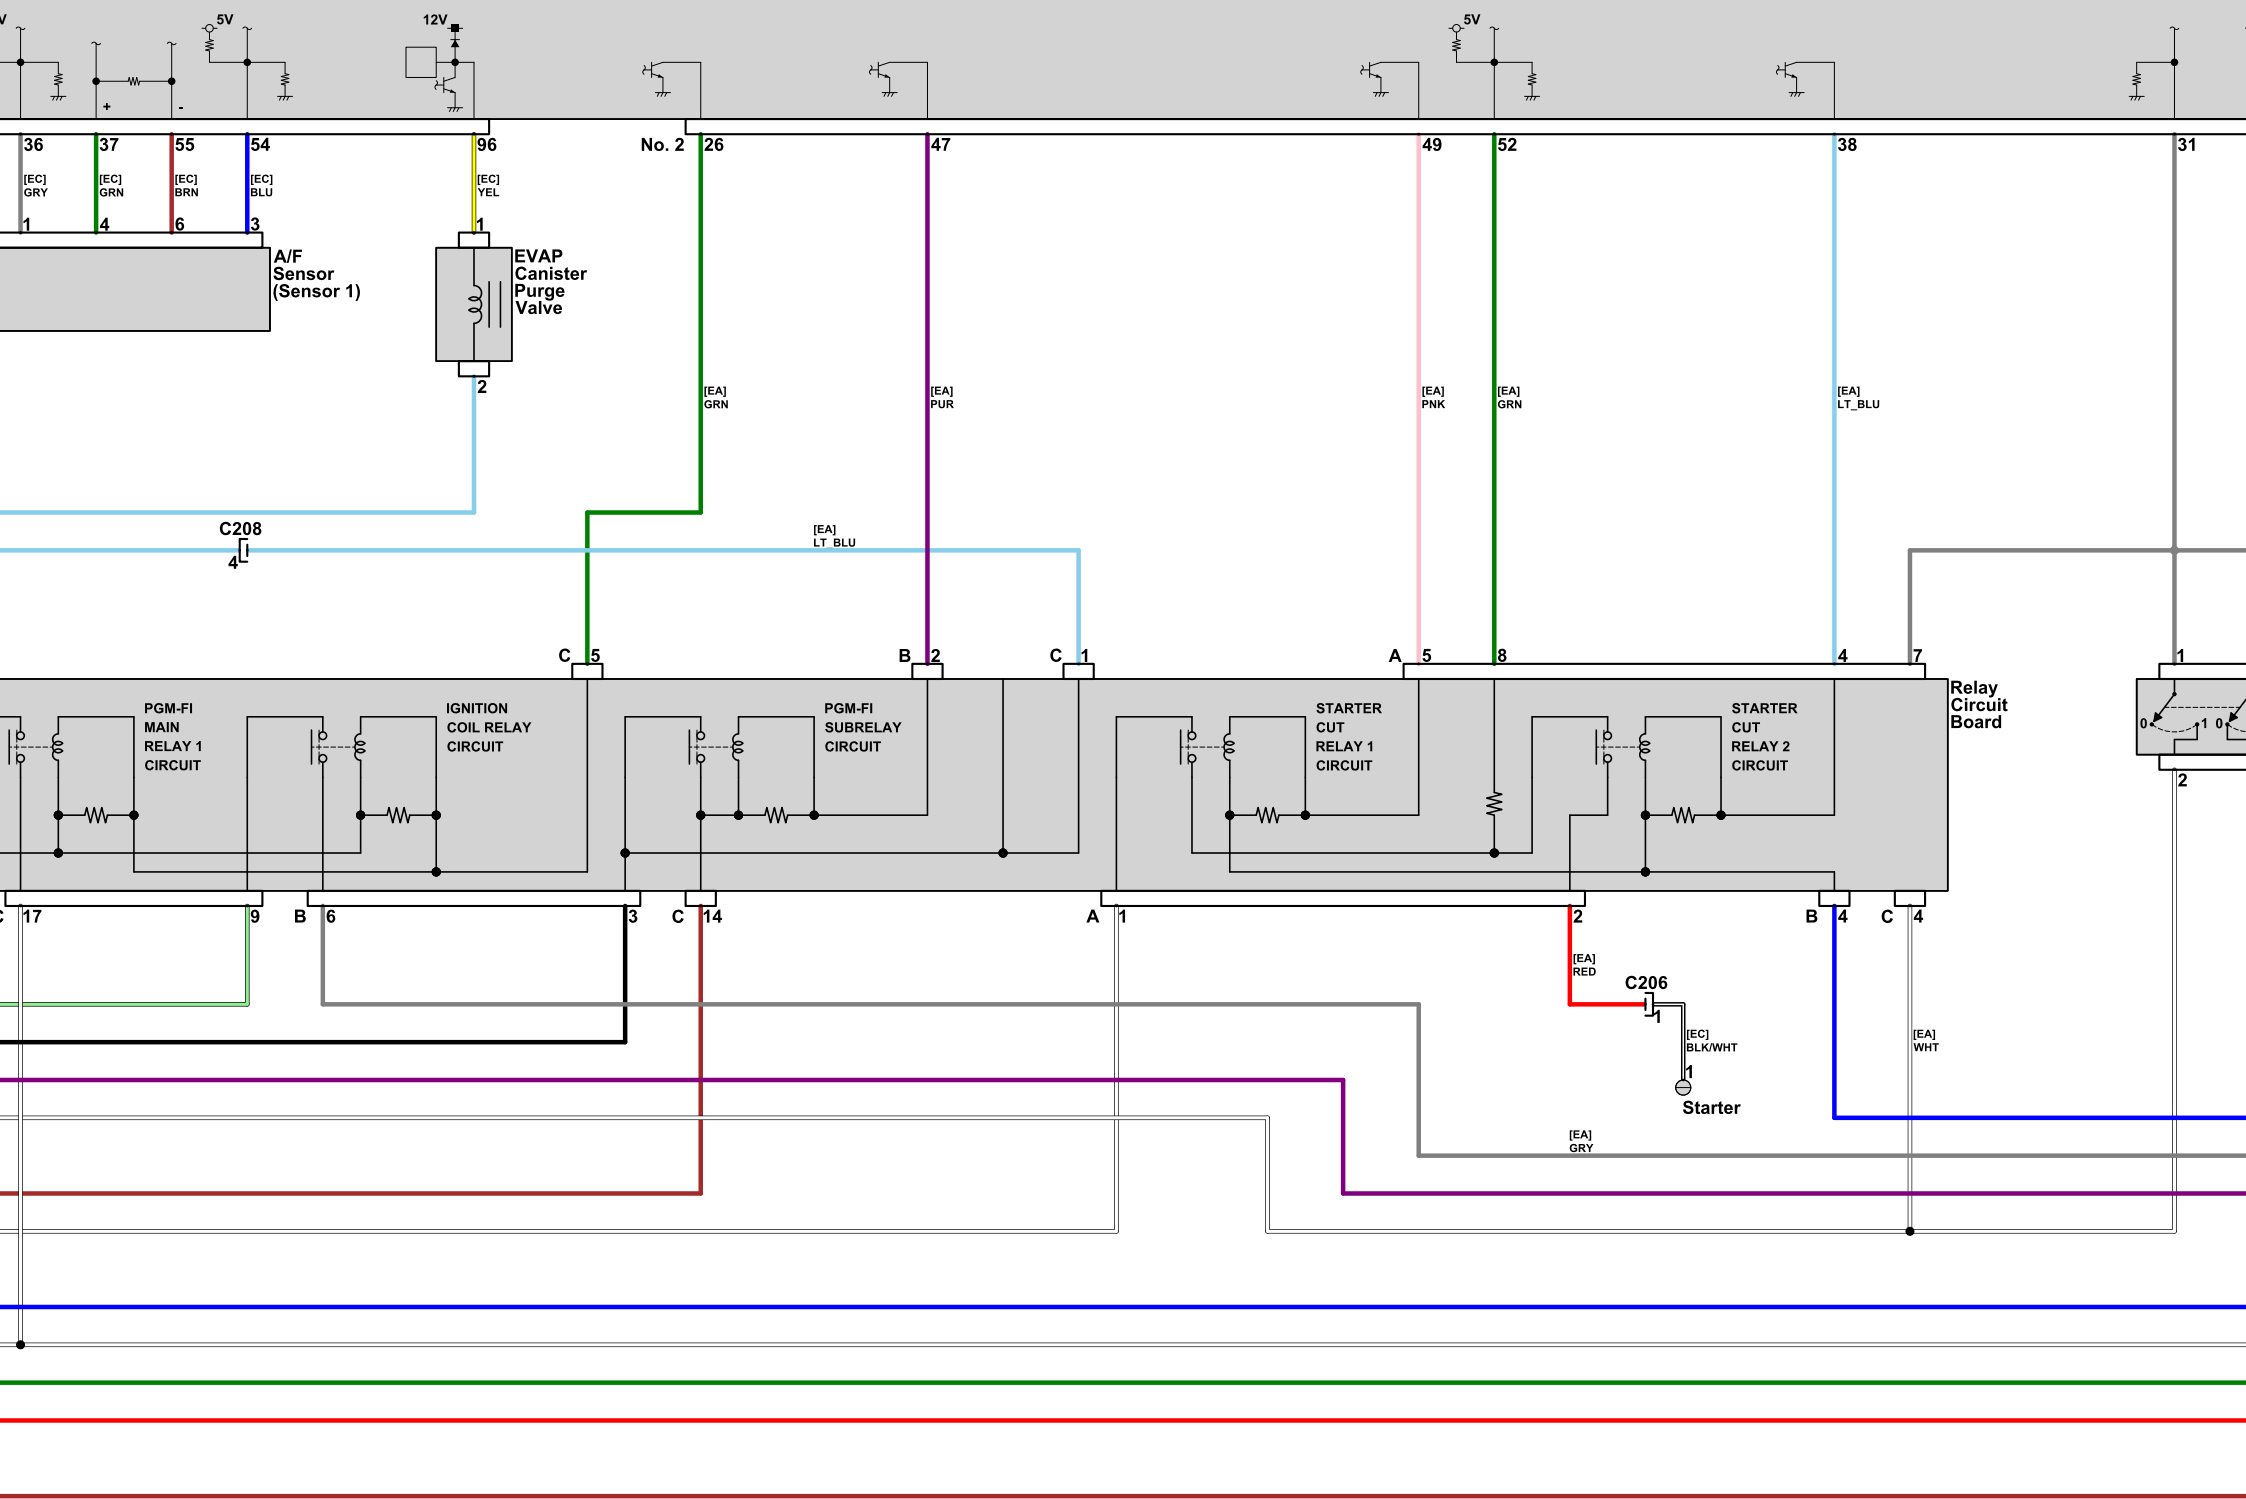 V
5V
12V
5V
+
-
36
37
55
54
96
No. 2
26
47
49
52
38
31
[EC]
GRY
[EC]
GRN
[EC]
BRN
[EC]
BLU
[EC]
YEL
1
4
6
3
1
A/F
Sensor
(Sensor 1)
EVAP
Canister
Purge
Valve
2
[EA]
GRN
[EA]
PUR
[EA]
PNK
[EA]
GRN
[EA]
LT_BLU
C208
4
[EA]
LT_BLU
C
5
B
2
C
1
A
5
8
4
7
1
Relay
Circuit
Board
PGM-FI
MAIN
RELAY 1
CIRCUIT
IGNITION
COIL RELAY
CIRCUIT
PGM-FI
SUBRELAY
CIRCUIT
STARTER
CUT
RELAY 1
CIRCUIT
STARTER
CUT
RELAY 2
CIRCUIT
0
1
0
2
C
17
9
B
6
3
C
14
A
1
2
B
4
C
4
[EA]
RED
C206
1
[EC]
BLK/WHT
1
Starter
[EA]
WHT
[EA]
GRY